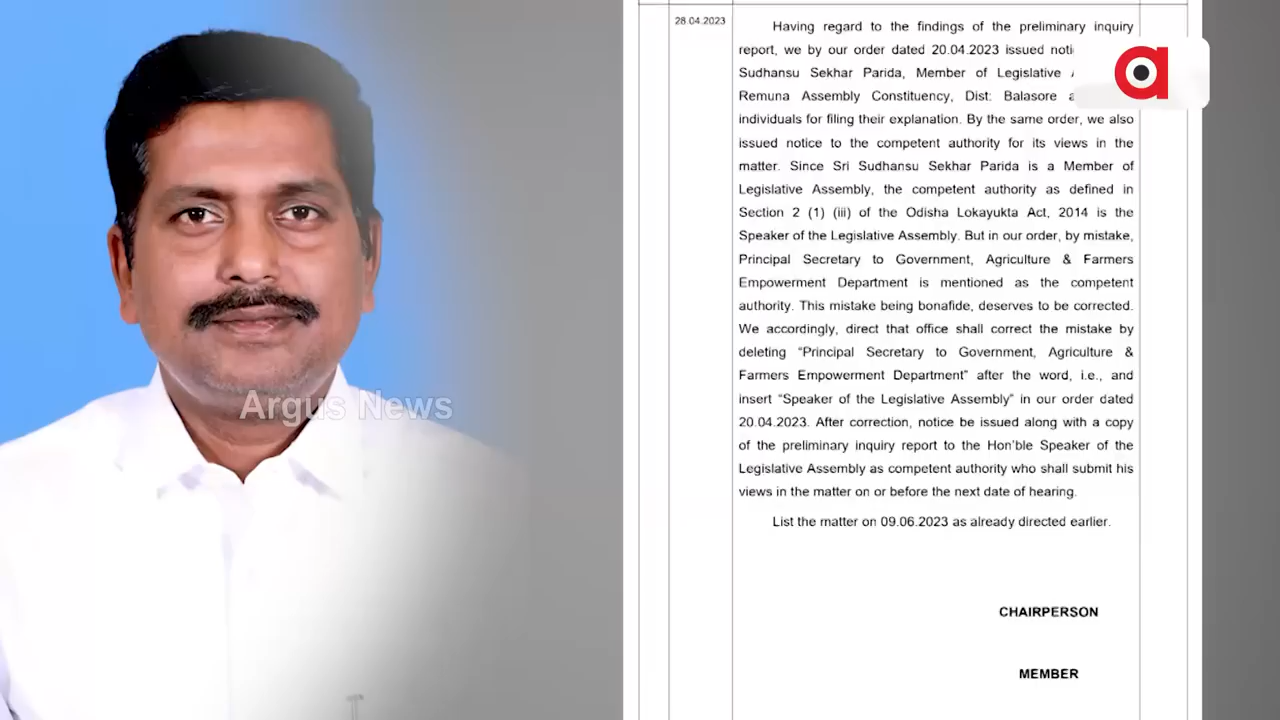 28.04.2023
Having regard to the findings of the preliminary inquiry
report, we by our order dated 20.04.2023 issued
Sudhansu Sekhar Parida, Member of Legislative
Remuna Assembly Constituency, Dist: Balasore
individuals for filing their explanation. By the same order, we also
issued notice to the competent authority for its views in the
matter. Since Sri Sudhansu Sekhar Parida is a Member of
Legislative Assembly, the competent authority as defined in
Section 2 (1) (iii) of the Odisha Lokayukta Act, 2014 is the
Speaker of the Legislative Assembly. But in our order, by mistake,
Principal Secretary to Government, Agriculture & Farmers
Empowerment Department is mentioned as the competent
authority. This mistake being bonafide, deserves to be corrected.
We accordingly, direct that office shall correct the mistake by
deleting “Principal Secretary to Government, Agriculture &
Farmers Empowerment Department” after the word, i.e., and
insert “Speaker of the Legislative Assembly” in our order dated
20.04.2023. After correction, notice be issued along with a copy
of the preliminary inquiry report to the Hon’ble Speaker of the
Legislative Assembly as competent authority who shall submit his
views in the matter on or before the next date of hearing.
List the matter on 09.06.2023 as already directed earlier.
CHAIRPERSON
MEMBER
Argus News
a